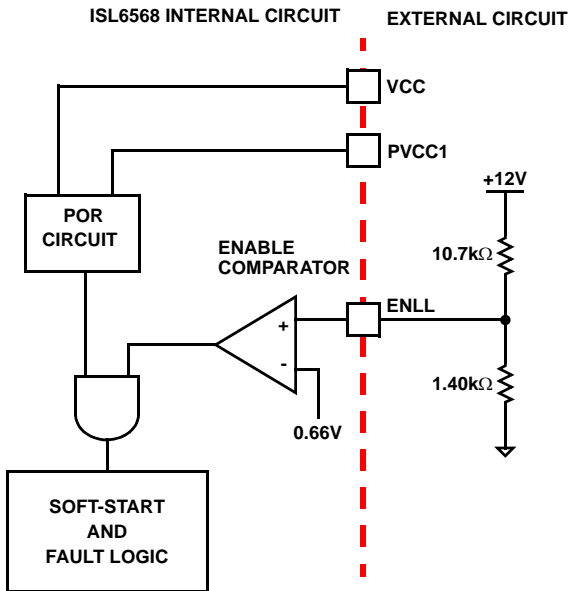 ISL6568 INTERNAL CIRCUIT
EXTERNAL CIRCUIT
VCC
PVCC1
+12V
POR
CIRCUIT
10.7kΩ
ENABLE
COMPARATOR
ENLL
+
-
1.40kΩ
0.66V
SOFT-START
AND
FAULT LOGIC